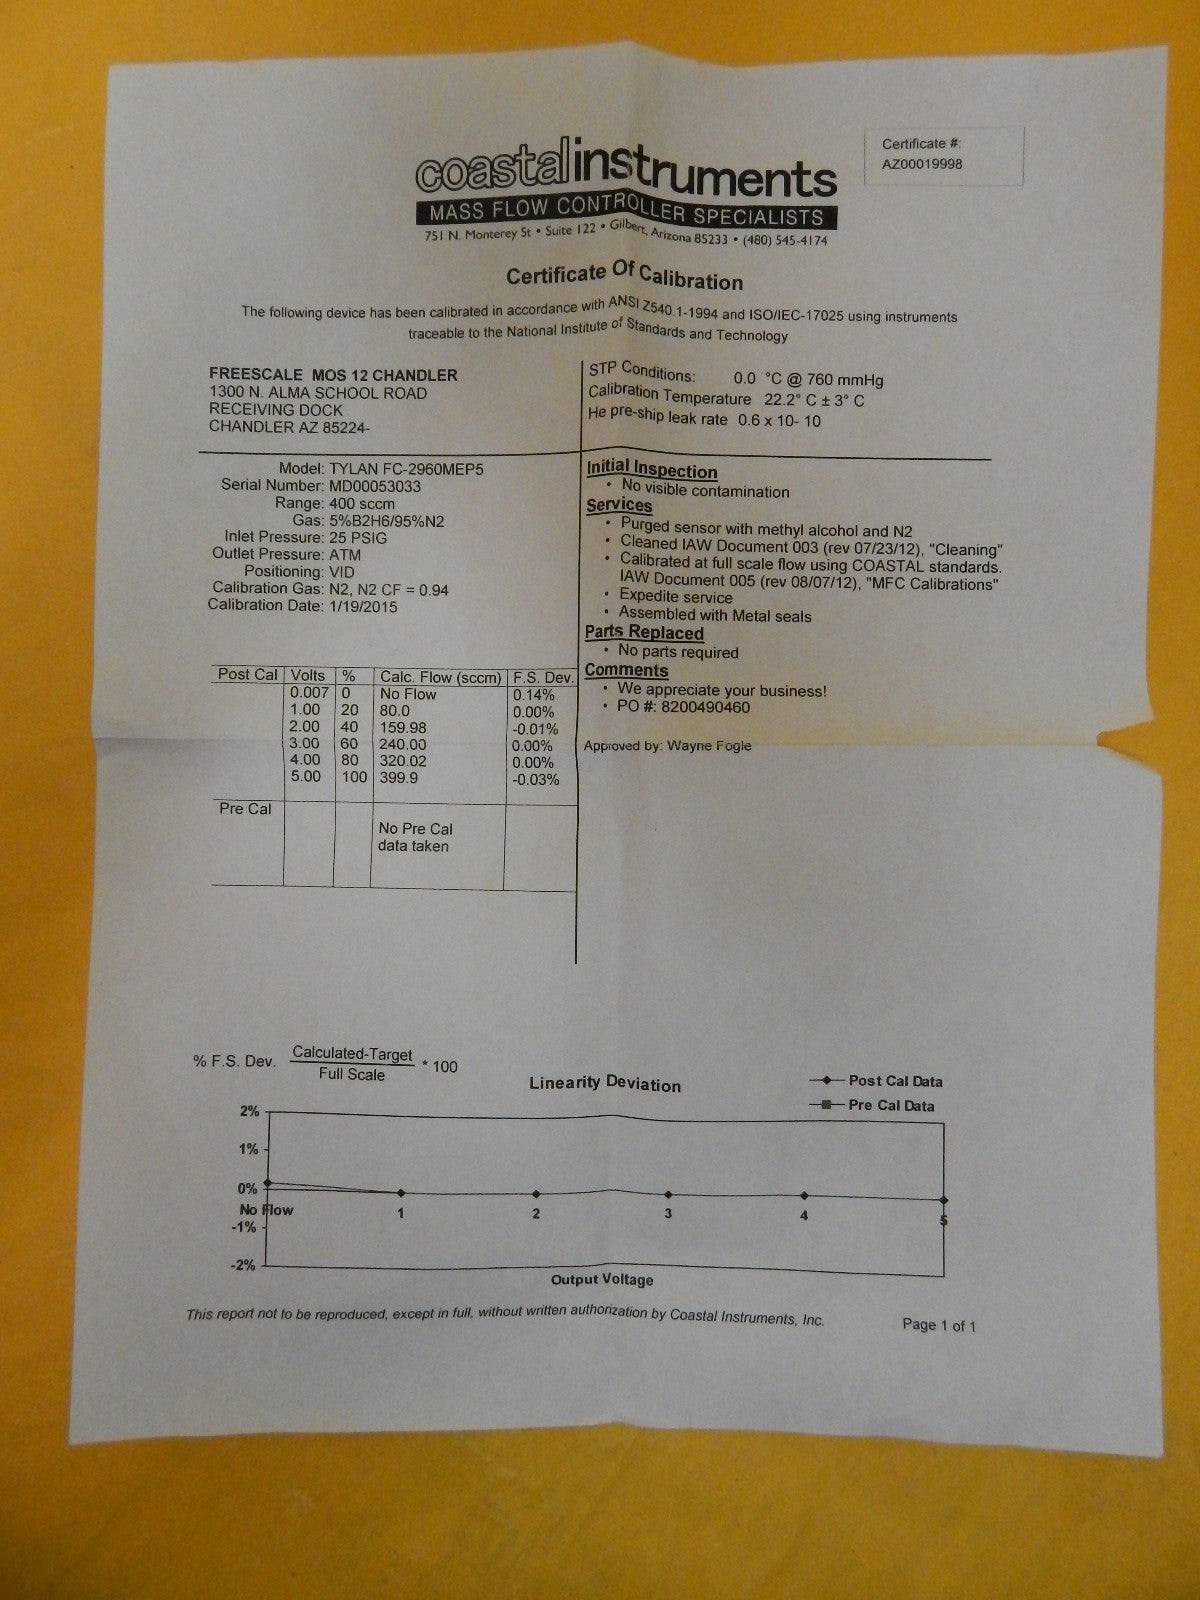 Certificate #:
AZ00019998
coastalinstruments
MASS FLOW CONTROLLER SPECIALISTS
751 N. Monterey St • Suite 122 • Gilbert, Arizona 85233 • (480) 545-4174
Certificate Of Calibration
The following device has been calibrated in accordance with ANSI Z540.1-1994 and ISO/IEC-17025 using instruments
traceable to the National Institute of Standards and Technology
FREESCALE MOS 12 CHANDLER
1300 N. ALMA SCHOOL ROAD
RECEIVING DOCK
CHANDLER AZ 85224-
STP Conditions: 0.0 °C @ 760 mmHg
Calibration Temperature 22.2° C ± 3° C
He pre-ship leak rate 0.6 x 10- 10
Model: TYLAN FC-2960MEP5
Serial Number: MD00053033
Range: 400 sccm
Gas: 5%B2H6/95%N2
Inlet Pressure: 25 PSIG
Outlet Pressure: ATM
Positioning: VID
Calibration Gas: N2, N2 CF = 0.94
Calibration Date: 1/19/2015
Initial Inspection
• No visible contamination
Services
• Purged sensor with methyl alcohol and N2
• Cleaned IAW Document 003 (rev 07/23/12), "Cleaning"
• Calibrated at full scale flow using COASTAL standards.
IAW Document 005 (rev 08/07/12), "MFC Calibrations"
• Expedite service
• Assembled with Metal seals
Parts Replaced
• No parts required
Comments
• We appreciate your business!
• PO #: 8200490460
Approved by: Wayne Fogle
Post Cal Volts % Calc. Flow (sccm) F.S. Dev.
0.007 0 No Flow 0.14%
1.00 20 80.0 0.00%
2.00 40 159.98 -0.01%
3.00 60 240.00 0.00%
4.00 80 320.02 0.00%
5.00 100 399.9 -0.03%
Pre Cal
No Pre Cal
data taken
% F.S. Dev. Calculated-Target * 100
Full Scale
Linearity Deviation
Post Cal Data
Pre Cal Data
2%
1%
0%
No Flow 1 2 3 4 5
-1%
-2%
Output Voltage
This report not to be reproduced, except in full, without written authorization by Coastal Instruments, Inc.
Page 1 of 1